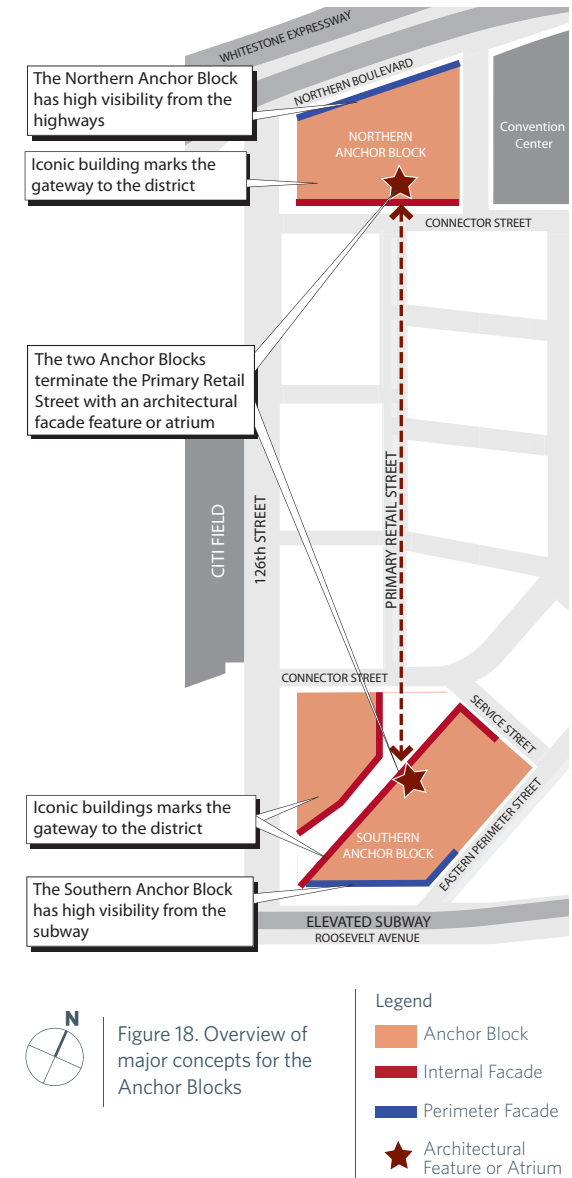 WHITESTONE EXPRESSWAY
The Northern Anchor Block
has high visibility from the
highways
NORTHERN BOULEVARD
NORTHERN
ANCHOR BLOCK
Convention
Center
Iconic building marks the
gateway to the district
CONNECTOR STREET
The two Anchor Blocks
terminate the Primary Retail
Street with an architectural
facade feature or atrium
CITI FIELD
126th STREET
PRIMARY RETAIL STREET
CONNECTOR STREET
SERVICE STREET
Iconic buildings marks the
gateway to the district
SOUTHERN
ANCHOR BLOCK
EASTERN PERIMETER STREET
The Southern Anchor Block
has high visibility from the
subway
ELEVATED SUBWAY
ROOSEVELT AVENUE
N
Figure 18. Overview of
major concepts for the
Anchor Blocks
Legend
Anchor Block
Internal Facade
Perimeter Facade
Architectural
Feature or Atrium